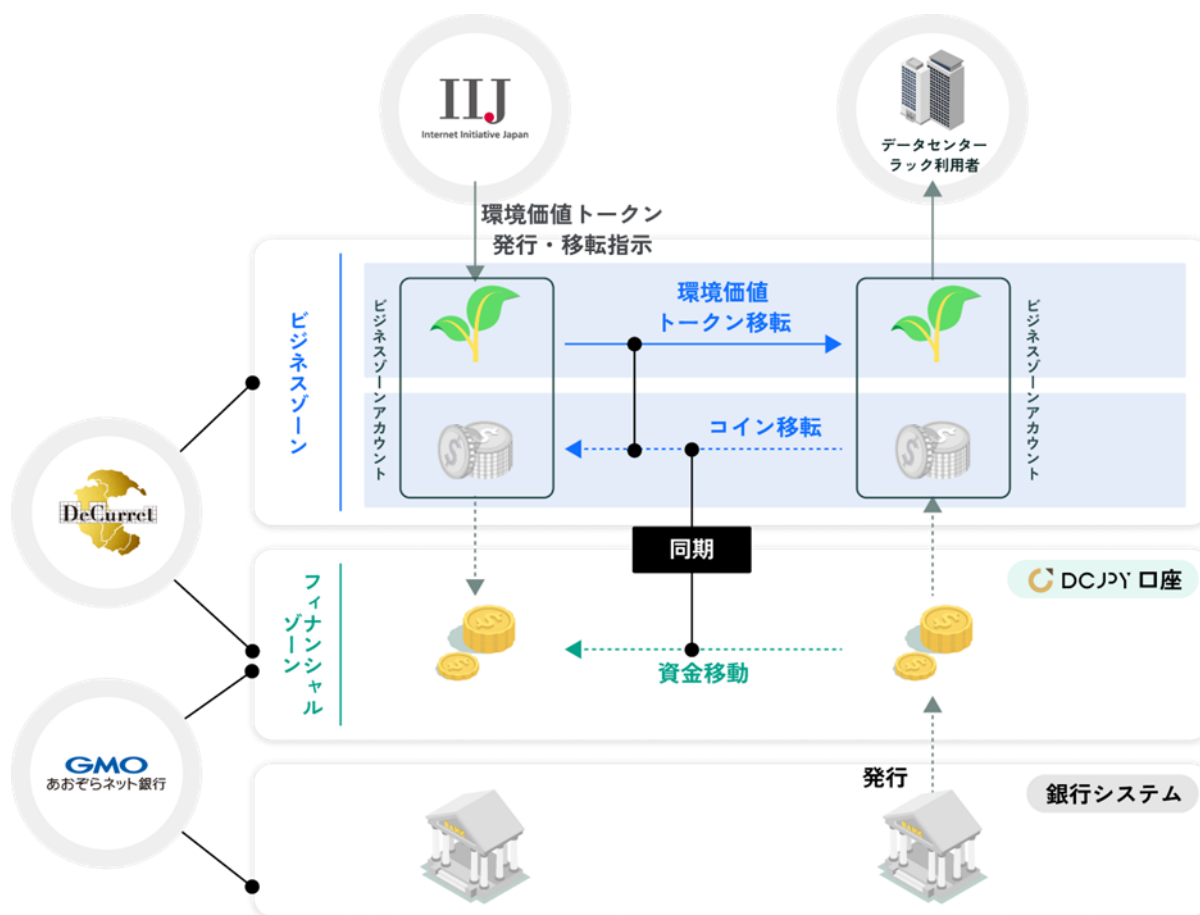 IIJ
Internet Initiative Japan
データセンター
ラック利用者
環境価値トークン
発行・移転指示
ビジネスゾーン
ビジネスゾーンアカウント
環境価値
トークン移転
コイン移転
ビジネスゾーンアカウント
DeCurret
同期
フィナンシャル
ゾーン
DCJPY 口座
資金移動
GMO
あおぞらネット銀行
発行
銀行システム